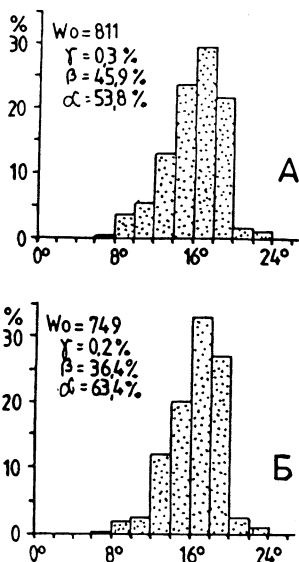 %
30
20
10
0
Wo = 811
γ = 0,3 %
β = 45,9 %
α = 53,8 %
А
0° 8° 16° 24°
%
30
20
10
0
Wo = 749
γ = 0,2 %
β = 36,4 %
α = 63,4 %
Б
0° 8° 16° 24°